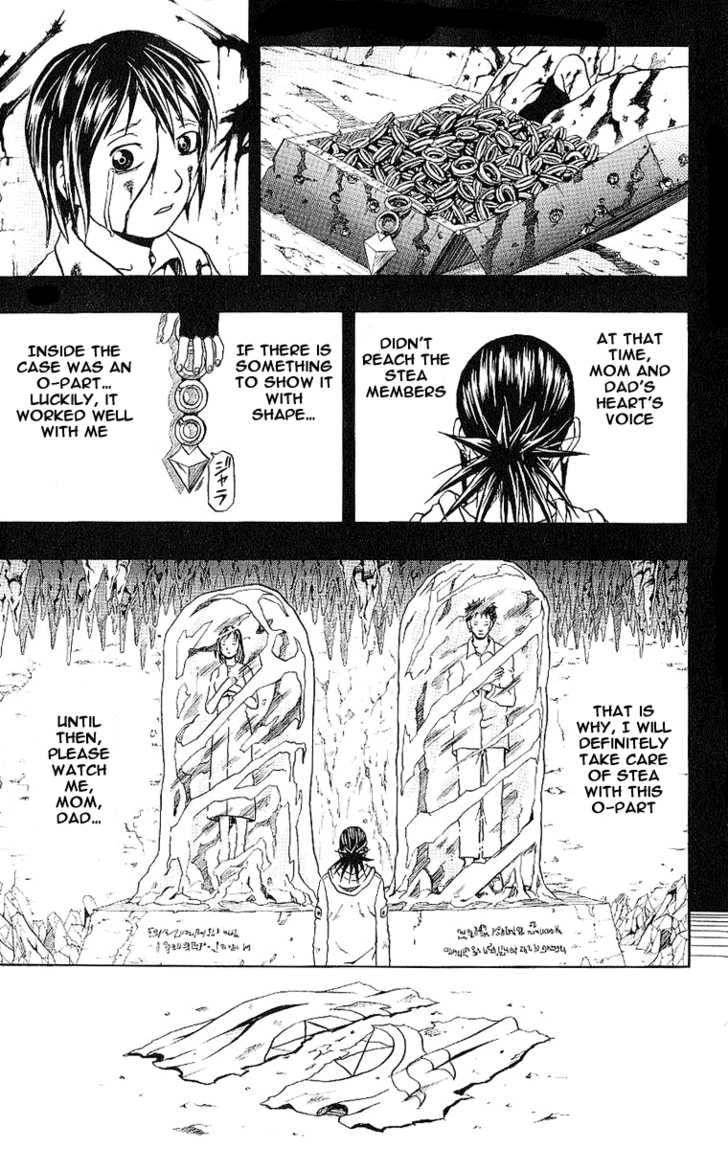 AT THAT
TIME,
MOM AND
DAD'S
HEART'S
VOICE
DIDN'T
REACH THE
STEA
MEMBERS
IF THERE IS
SOMETHING
TO SHOW IT
WITH
SHAPE...
ジャラ
INSIDE THE
CASE WAS AN
O-PART...
LUCKILY, IT
WORKED WELL
WITH ME
THAT IS
WHY, I WILL
DEFINITELY
TAKE CARE
OF STEA
WITH THIS
O-PART
UNTIL
THEN,
PLEASE
WATCH
ME,
MOM,
DAD...